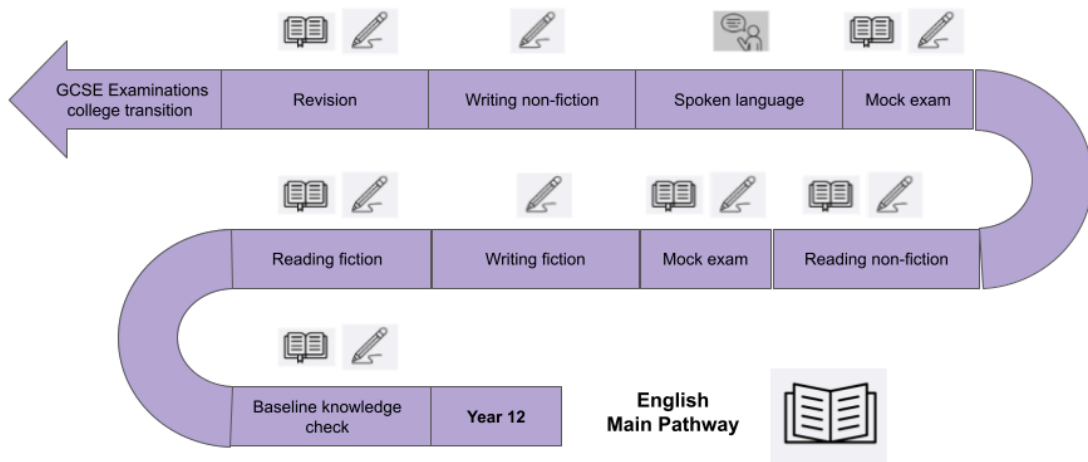 GCSE Examinations
college transition
Revision
Writing non-fiction
Spoken language
Mock exam
Reading fiction
Writing fiction
Mock exam
Reading non-fiction
Baseline knowledge
check
Year 12
English
Main Pathway